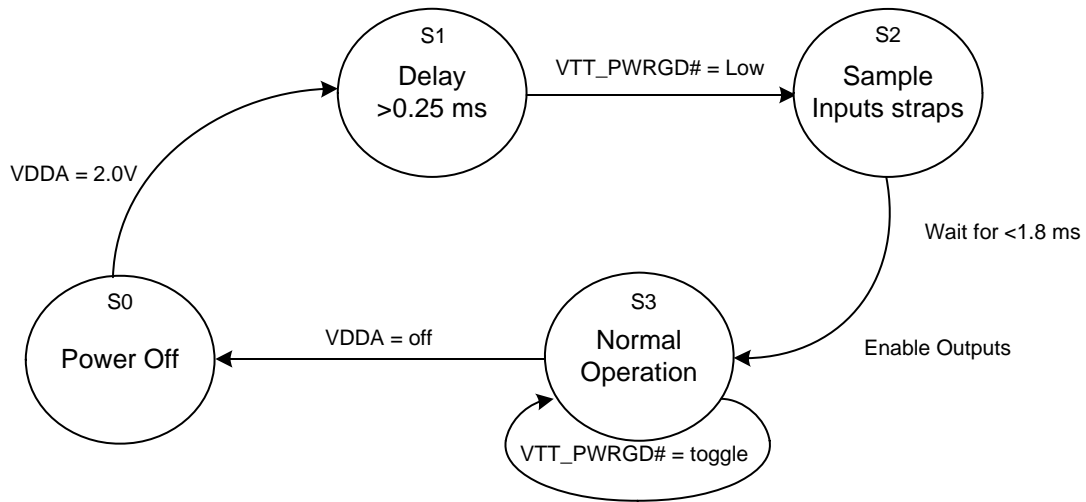 S1
Delay
>0.25 ms
VTT_PWRGD# = Low
S2
Sample
Inputs straps
VDDA = 2.0V
Wait for <1.8 ms
S0
Power Off
VDDA = off
S3
Normal
Operation
Enable Outputs
VTT_PWRGD# = toggle